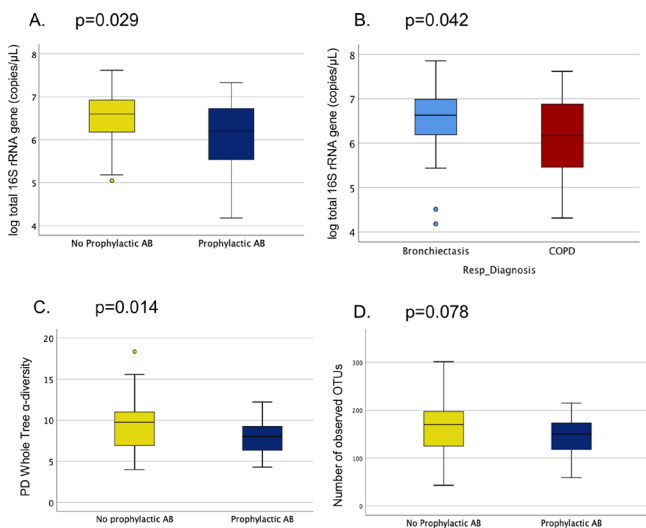 A. p=0.029
log total 16S rRNA gene (copies/µL)
8
7
6
5
4
No Prophylactic AB Prophylactic AB
B. p=0.042
log total 16S rRNA gene (copies/µL)
8
7
6
5
4
Bronchiectasis COPD
Resp_Diagnosis
C. p=0.014
PD Whole Tree α-diversity
20
15
10
5
0
No prophylactic AB Prophylactic AB
D. p=0.078
Number of observed OTUs
300
200
100
0
No Prophylactic AB Prophylactic AB